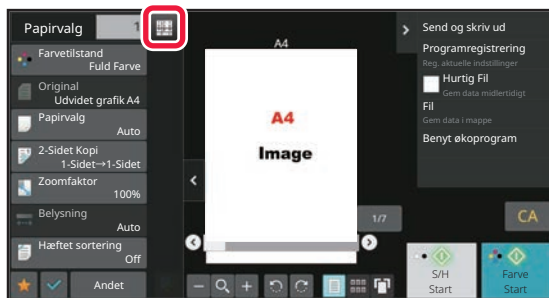 Papirvalg
1
Farvetilstand
Fuld Farve
Original
Udvidet grafik A4
Papirvalg
Auto
2-Sidet Kopi
1-Sidet→1-Sidet
Zoomfaktor
100%
Belysning
Auto
Hæftet sortering
Off
Andet
A4
A4
Image
1/7
Send og skriv ud
Programregistrering
Reg. aktuelle indstillinger
Hurtig Fil
Gem data midlertidigt
Fil
Gem data i mappe
Benyt økoprogram
CA
S/H
Start
Farve
Start